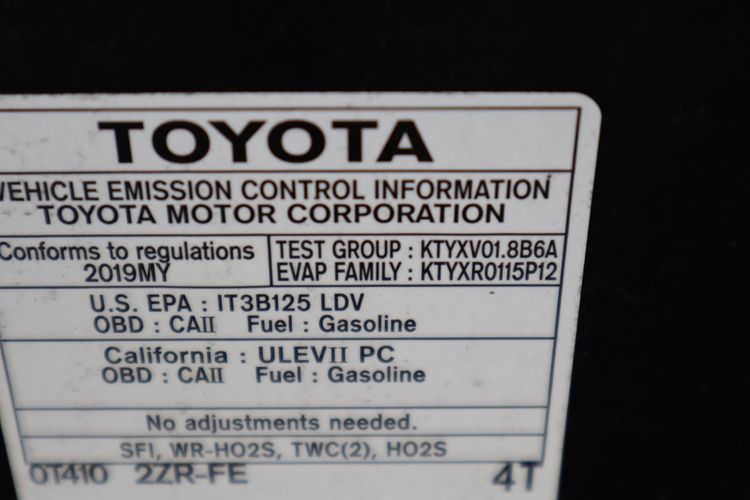 TOYOTA
VEHICLE EMISSION CONTROL INFORMATION
TOYOTA MOTOR CORPORATION
Conforms to regulations
2019MY
TEST GROUP : KTYXV01.8B6A
EVAP FAMILY : KTYXR0115P12
U.S. EPA : IT3B125 LDV
OBD : CAII Fuel : Gasoline
California : ULEVII PC
OBD : CAII Fuel : Gasoline
No adjustments needed.
SFI, WR-HO2S, TWC(2), HO2S
0T410 2ZR-FE 4T